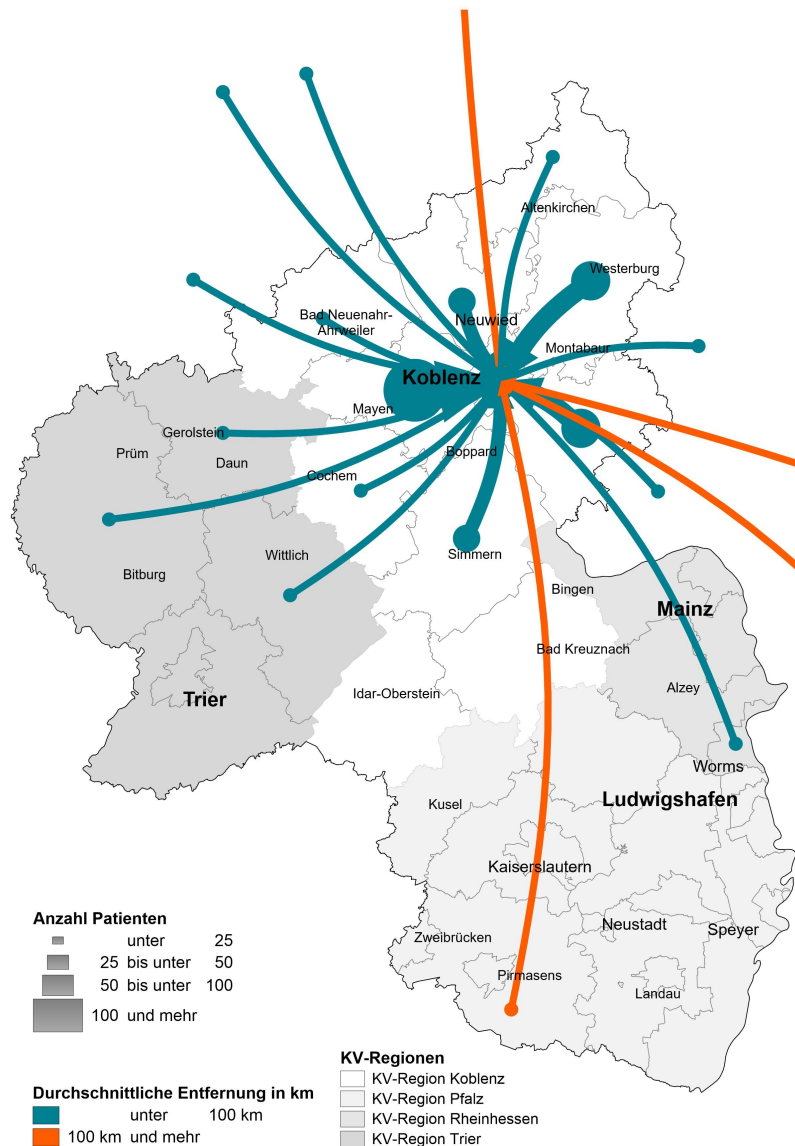 Altenkirchen
Westerburg
Bad Neuenahr-
Ahrweiler
Neuwied
Montabaur
Koblenz
Mayen
Gerolstein
Prüm
Daun
Boppard
Cochem
Wittlich
Simmern
Bitburg
Bingen
Mainz
Bad Kreuznach
Trier
Idar-Oberstein
Alzey
Worms
Kusel
Ludwigshafen
Kaiserslautern
Zweibrücken
Neustadt
Speyer
Pirmasens
Landau
Anzahl Patienten
unter 25
25 bis unter 50
50 bis unter 100
100 und mehr
Durchschnittliche Entfernung in km
unter 100 km
100 km und mehr
KV-Regionen
KV-Region Koblenz
KV-Region Pfalz
KV-Region Rheinhessen
KV-Region Trier